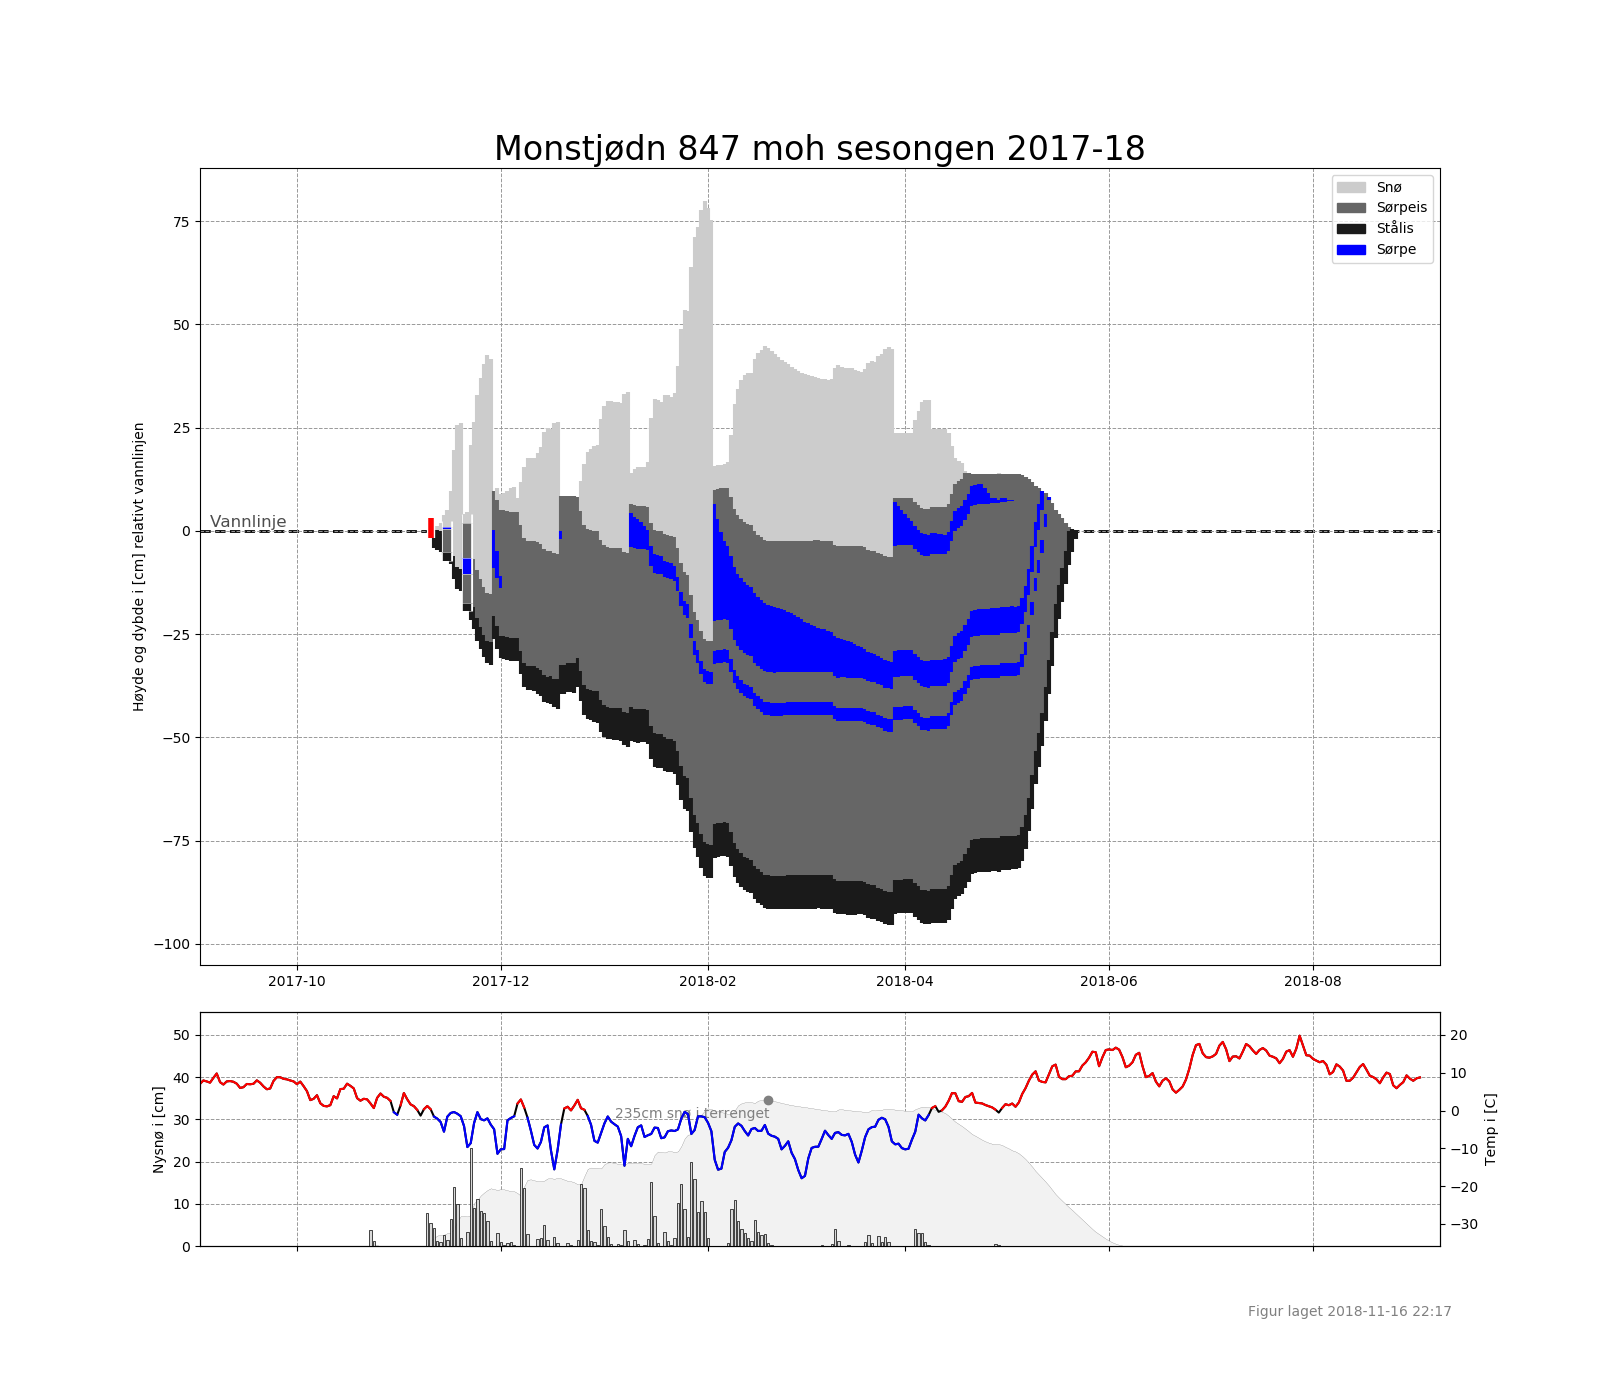 Monstjødn 847 moh sesongen 2017-18
Snø
Sørpeis
Stålis
Sørpe
75
50
25
0
−25
−50
−75
−100
Høyde og dybde i [cm] relativt vannlinjen
Vannlinje
2017-10
2017-12
2018-02
2018-04
2018-06
2018-08
50
40
30
20
10
0
Nysnø i [cm]
235cm snø i terrenget
20
10
0
−10
−20
−30
Temp i [C]
Figur laget 2018-11-16 22:17